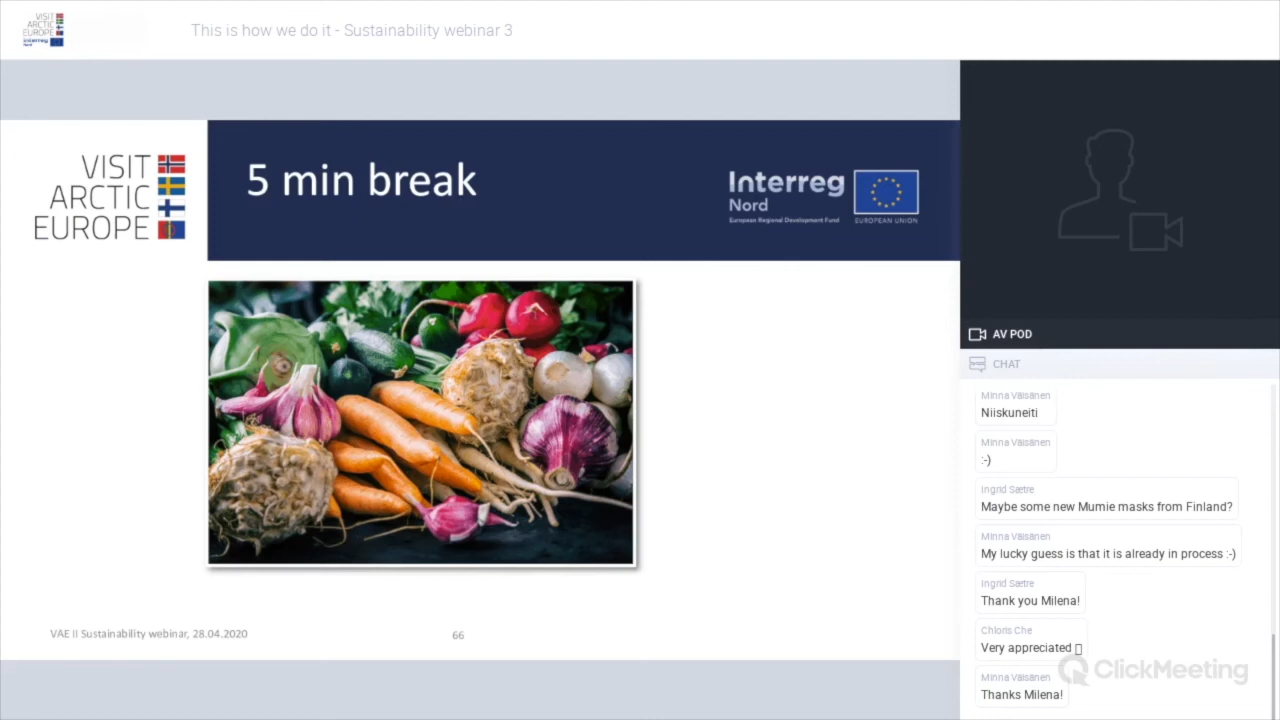 VISIT
ARCTIC
EUROPE
Interreg
Nord
This is how we do it - Sustainability webinar 3
VISIT
ARCTIC
EUROPE
5 min break
Interreg
Nord
European Regional Development Fund
EUROPEAN UNION
VAE II Sustainability webinar, 28.04.2020
66
AV POD
CHAT
Minna Väisänen
Niiskuneiti
Minna Väisänen
:-)
Ingrid Sætre
Maybe some new Mumie masks from Finland?
Minna Väisänen
My lucky guess is that it is already in process :-)
Ingrid Sætre
Thank you Milena!
Chloris Che
Very appreciated
Minna Väisänen
Thanks Milena!
ClickMeeting